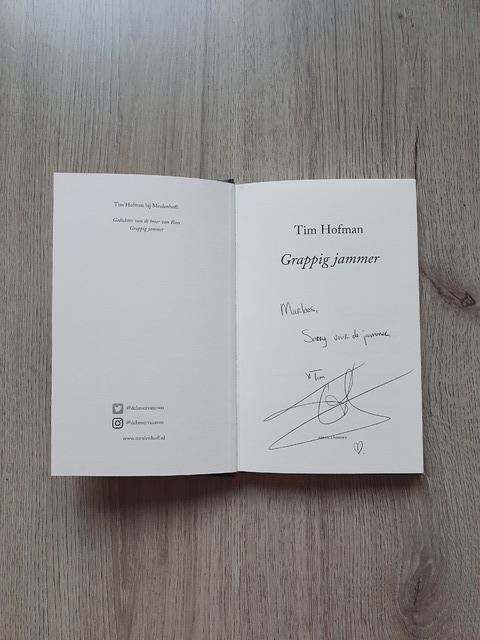 Tim Hofman bij Meulenhoff:
Gedichten van de broer van Roos
Grappig jammer
@debroervanroos
@debroervanroos
www.meulenhoff.nl
Tim Hofman
Grappig jammer
Marloes,
Sorry voor de jammer
x Tim
MEULENHOFF